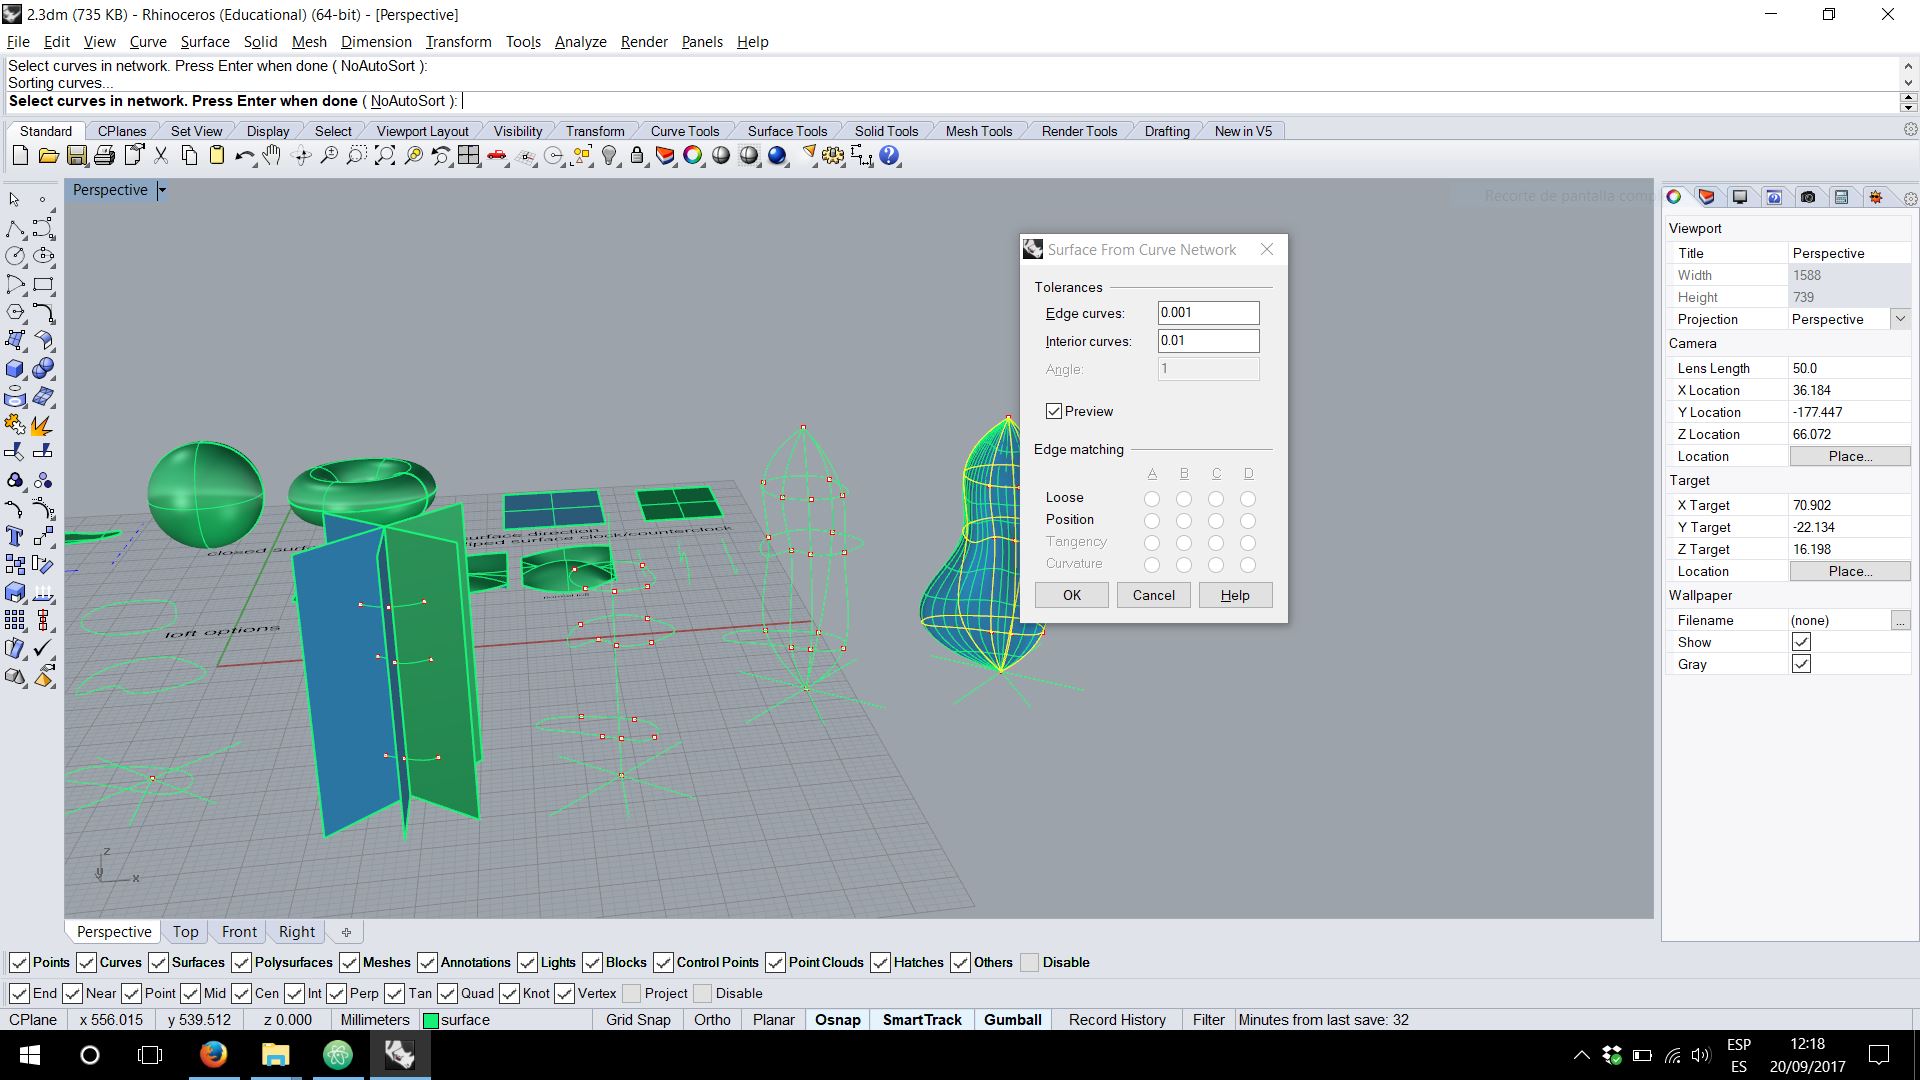 2.3dm (735 KB) - Rhinoceros (Educational) (64-bit) - [Perspective]
File Edit View Curve Surface Solid Mesh Dimension Transform Tools Analyze Render Panels Help
Select curves in network. Press Enter when done ( NoAutoSort ):
Sorting curves...
Select curves in network. Press Enter when done ( NoAutoSort ):
Standard CPlanes Set View Display Select Viewport Layout Visibility Transform Curve Tools Surface Tools Solid Tools Mesh Tools Render Tools Drafting New in V5
Perspective
Recorte de pantalla
Surface From Curve Network
Tolerances
Edge curves: 0.001
Interior curves: 0.01
Angle: 1
Preview
Edge matching
A B C D
Loose
Position
Tangency
Curvature
OK Cancel Help
surface direction
surface clock/counterclock
closed
loft options
z
y x
Viewport
Title Perspective
Width 1588
Height 739
Projection Perspective
Camera
Lens Length 50.0
X Location 36.184
Y Location -177.447
Z Location 66.072
Location Place...
Target
X Target 70.902
Y Target -22.134
Z Target 16.198
Location Place...
Wallpaper
Filename (none) ...
Show
Gray
Perspective Top Front Right
Points Curves Surfaces Polysurfaces Meshes Annotations Lights Blocks Control Points Point Clouds Hatches Others Disable
End Near Point Mid Cen Int Perp Tan Quad Knot Vertex Project Disable
CPlane x 556.015 y 539.512 z 0.000 Millimeters surface Grid Snap Ortho Planar Osnap SmartTrack Gumball Record History Filter Minutes from last save: 32
ESP
ES
12:18
20/09/2017